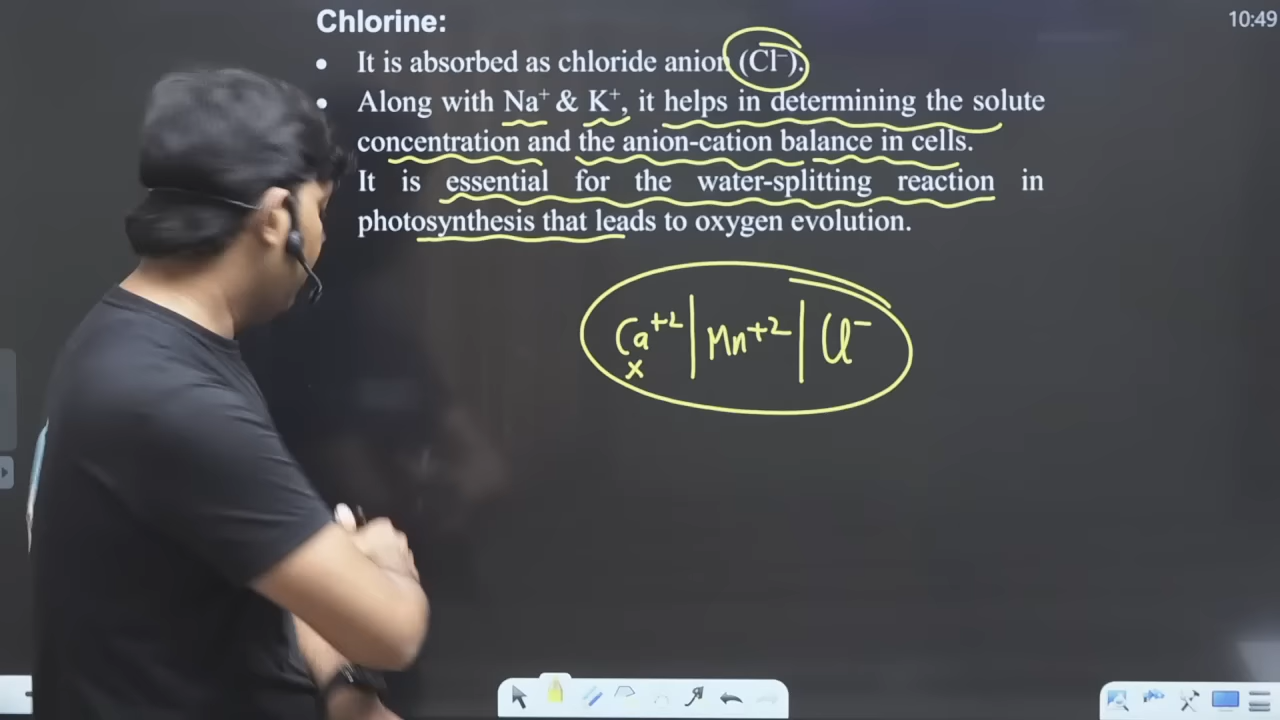 10:49
Chlorine:
• It is absorbed as chloride anion (Cl⁻).
• Along with Na⁺ & K⁺, it helps in determining the solute
concentration and the anion-cation balance in cells.
It is essential for the water-splitting reaction in
photosynthesis that leads to oxygen evolution.
Ca⁺² | Mn⁺² | Cl⁻
x